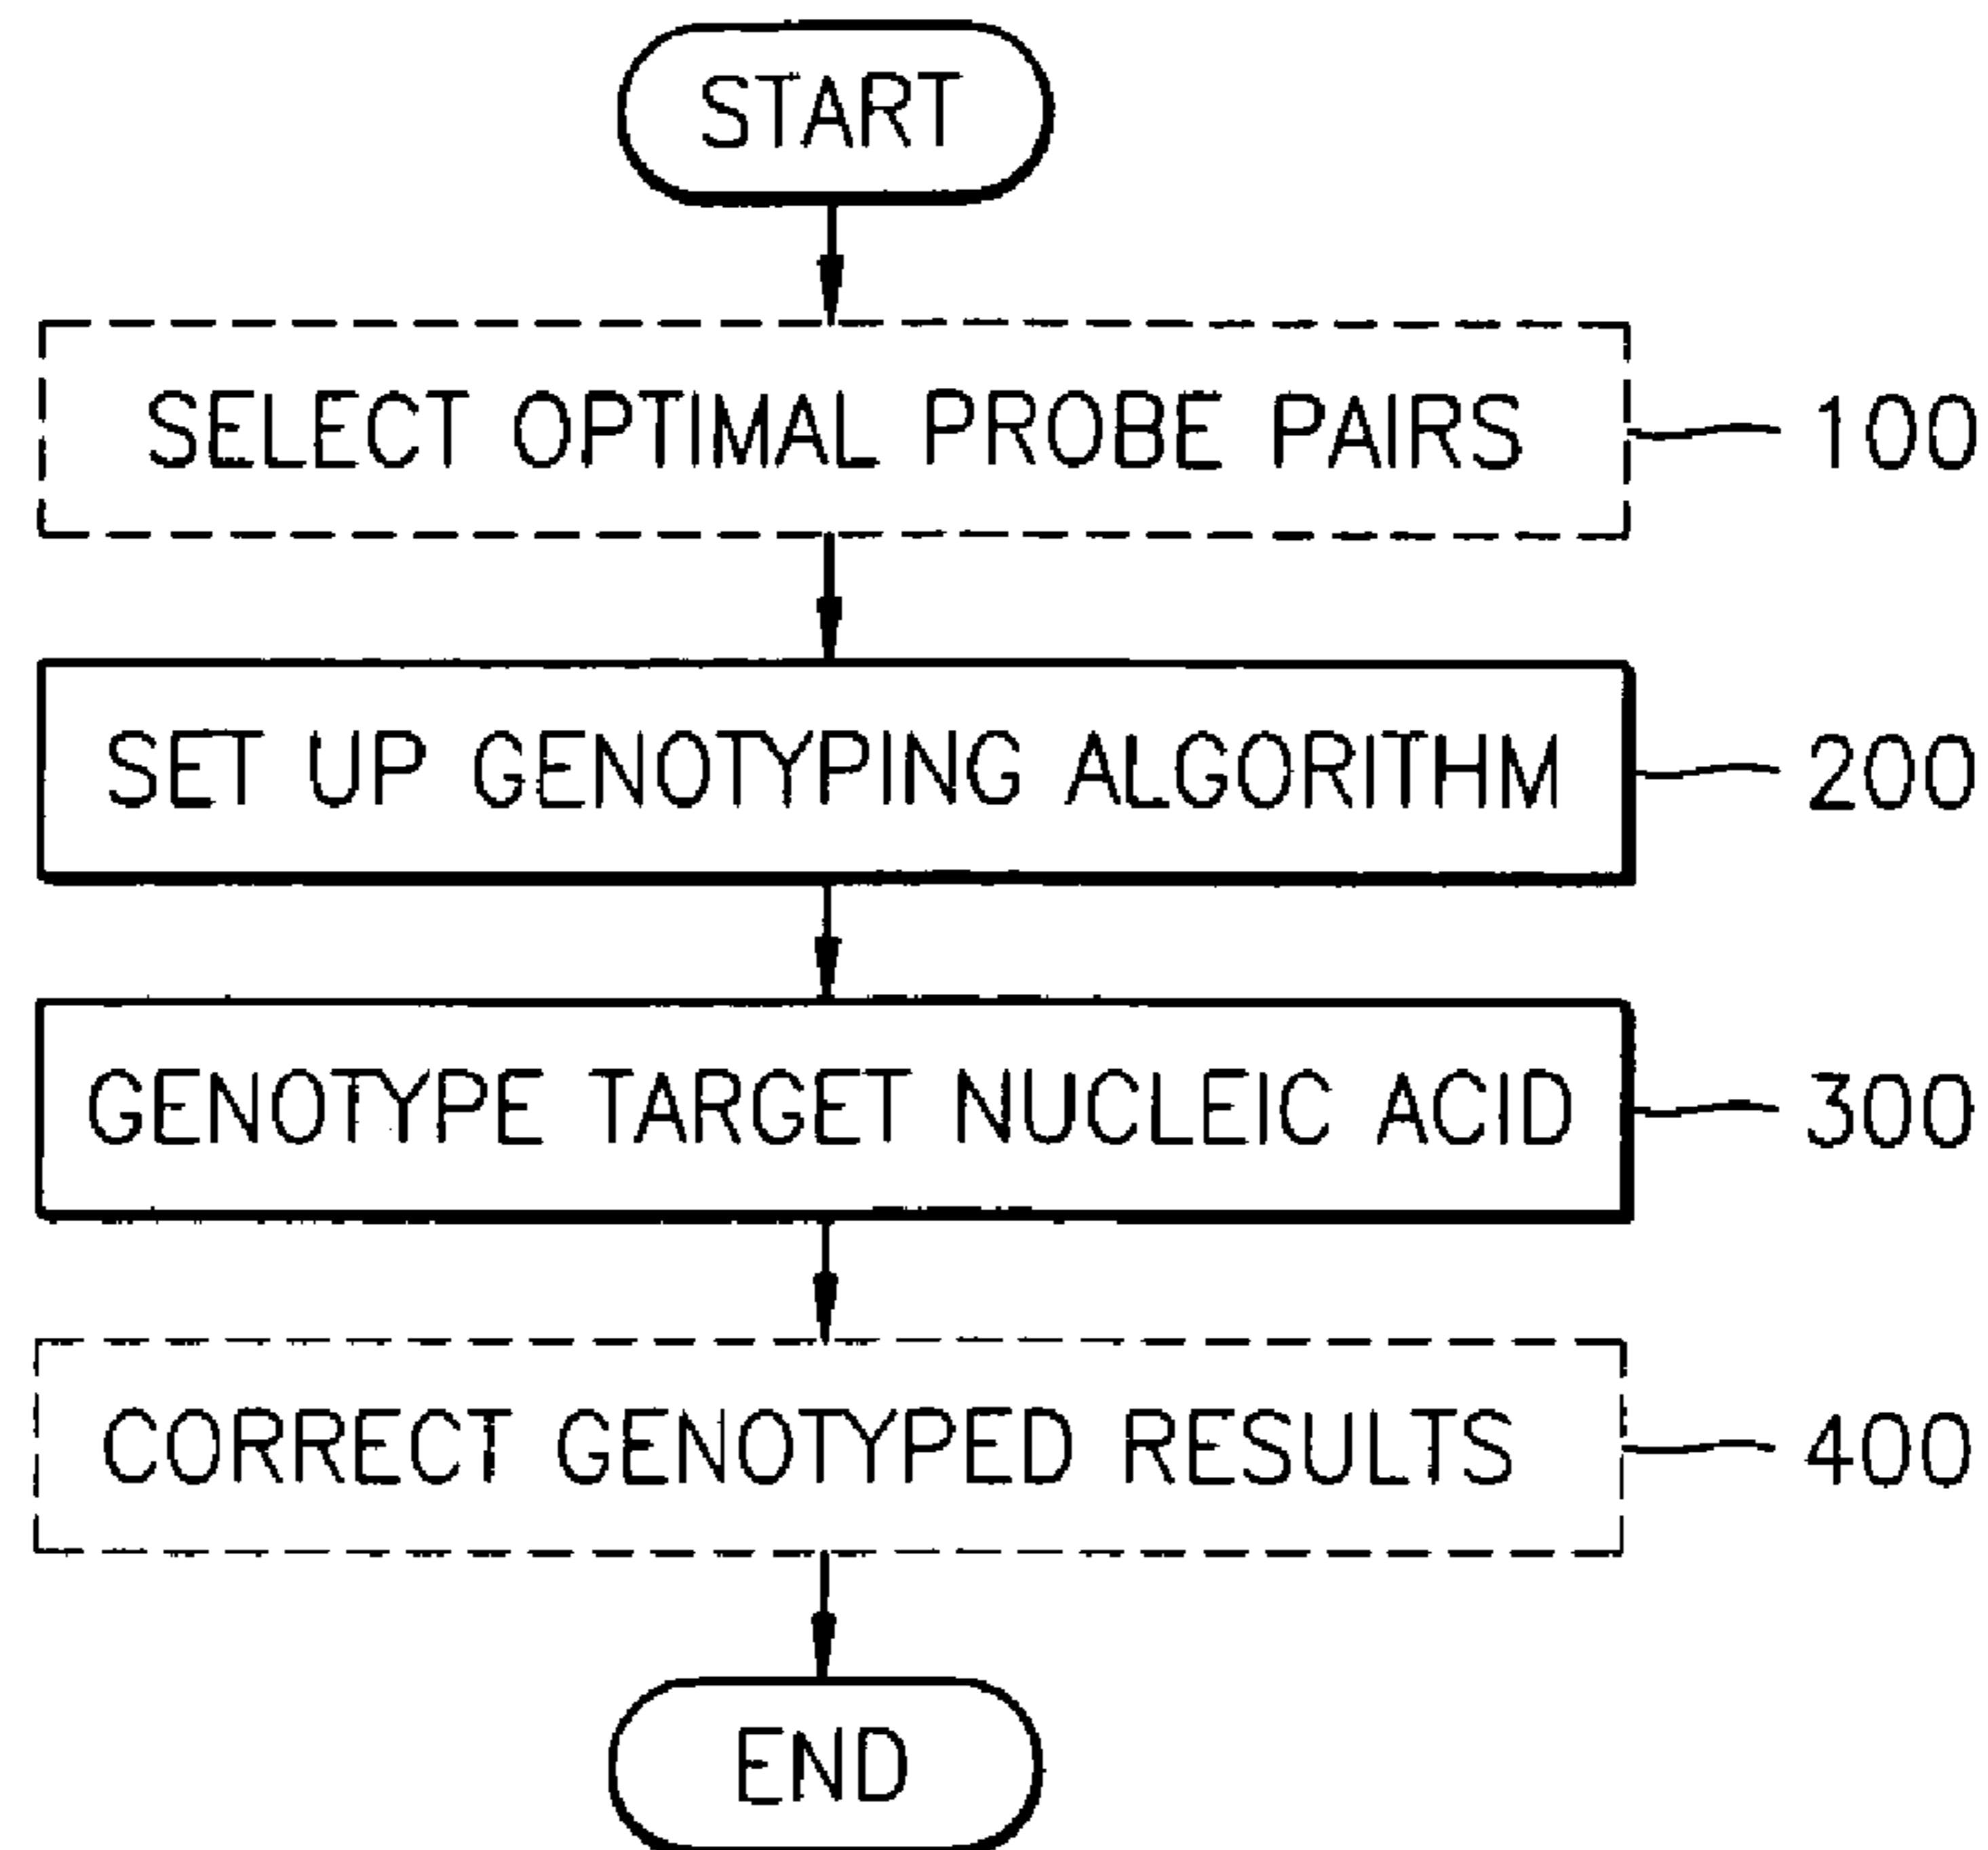 START
SELECT OPTIMAL PROBE PAIRS
100
SET UP GENOTYPING ALGORITHM
200
GENOTYPE TARGET NUCLEIC ACID
300
CORRECT GENOTYPED RESULTS
400
END